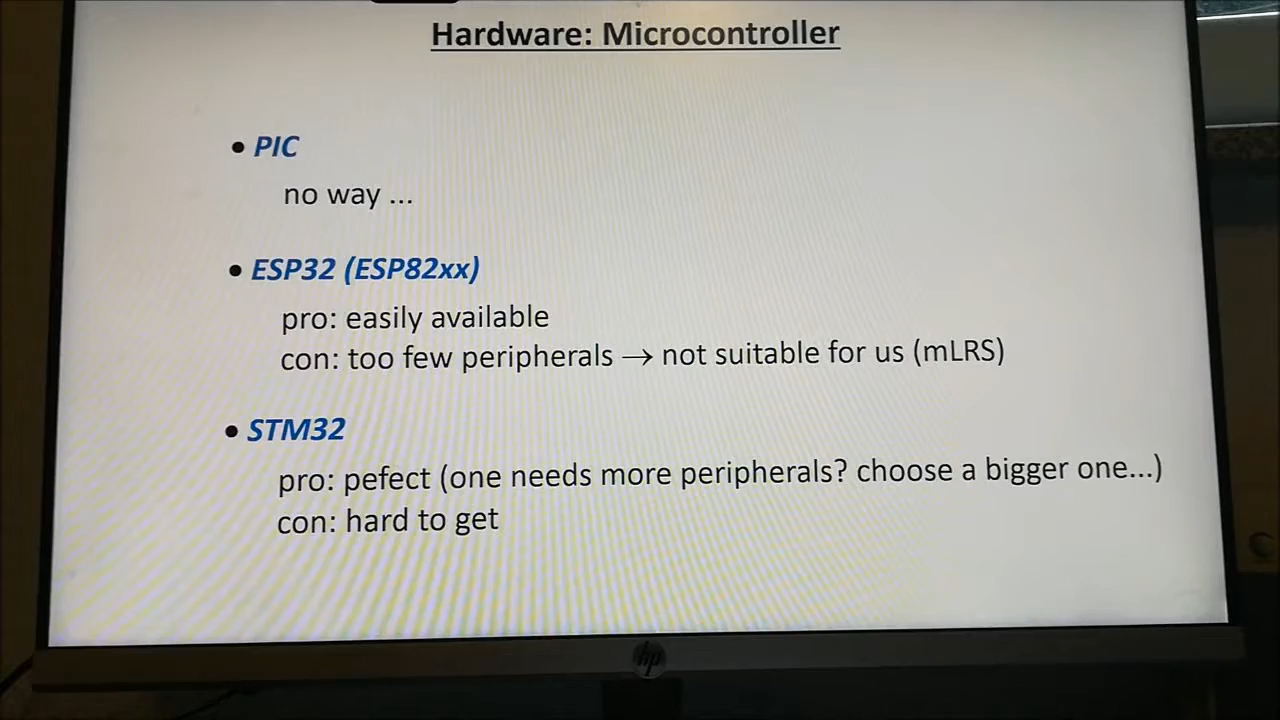 Hardware: Microcontroller
• PIC
no way ...
• ESP32 (ESP82xx)
pro: easily available
con: too few peripherals → not suitable for us (mLRS)
• STM32
pro: pefect (one needs more peripherals? choose a bigger one...)
con: hard to get
hp